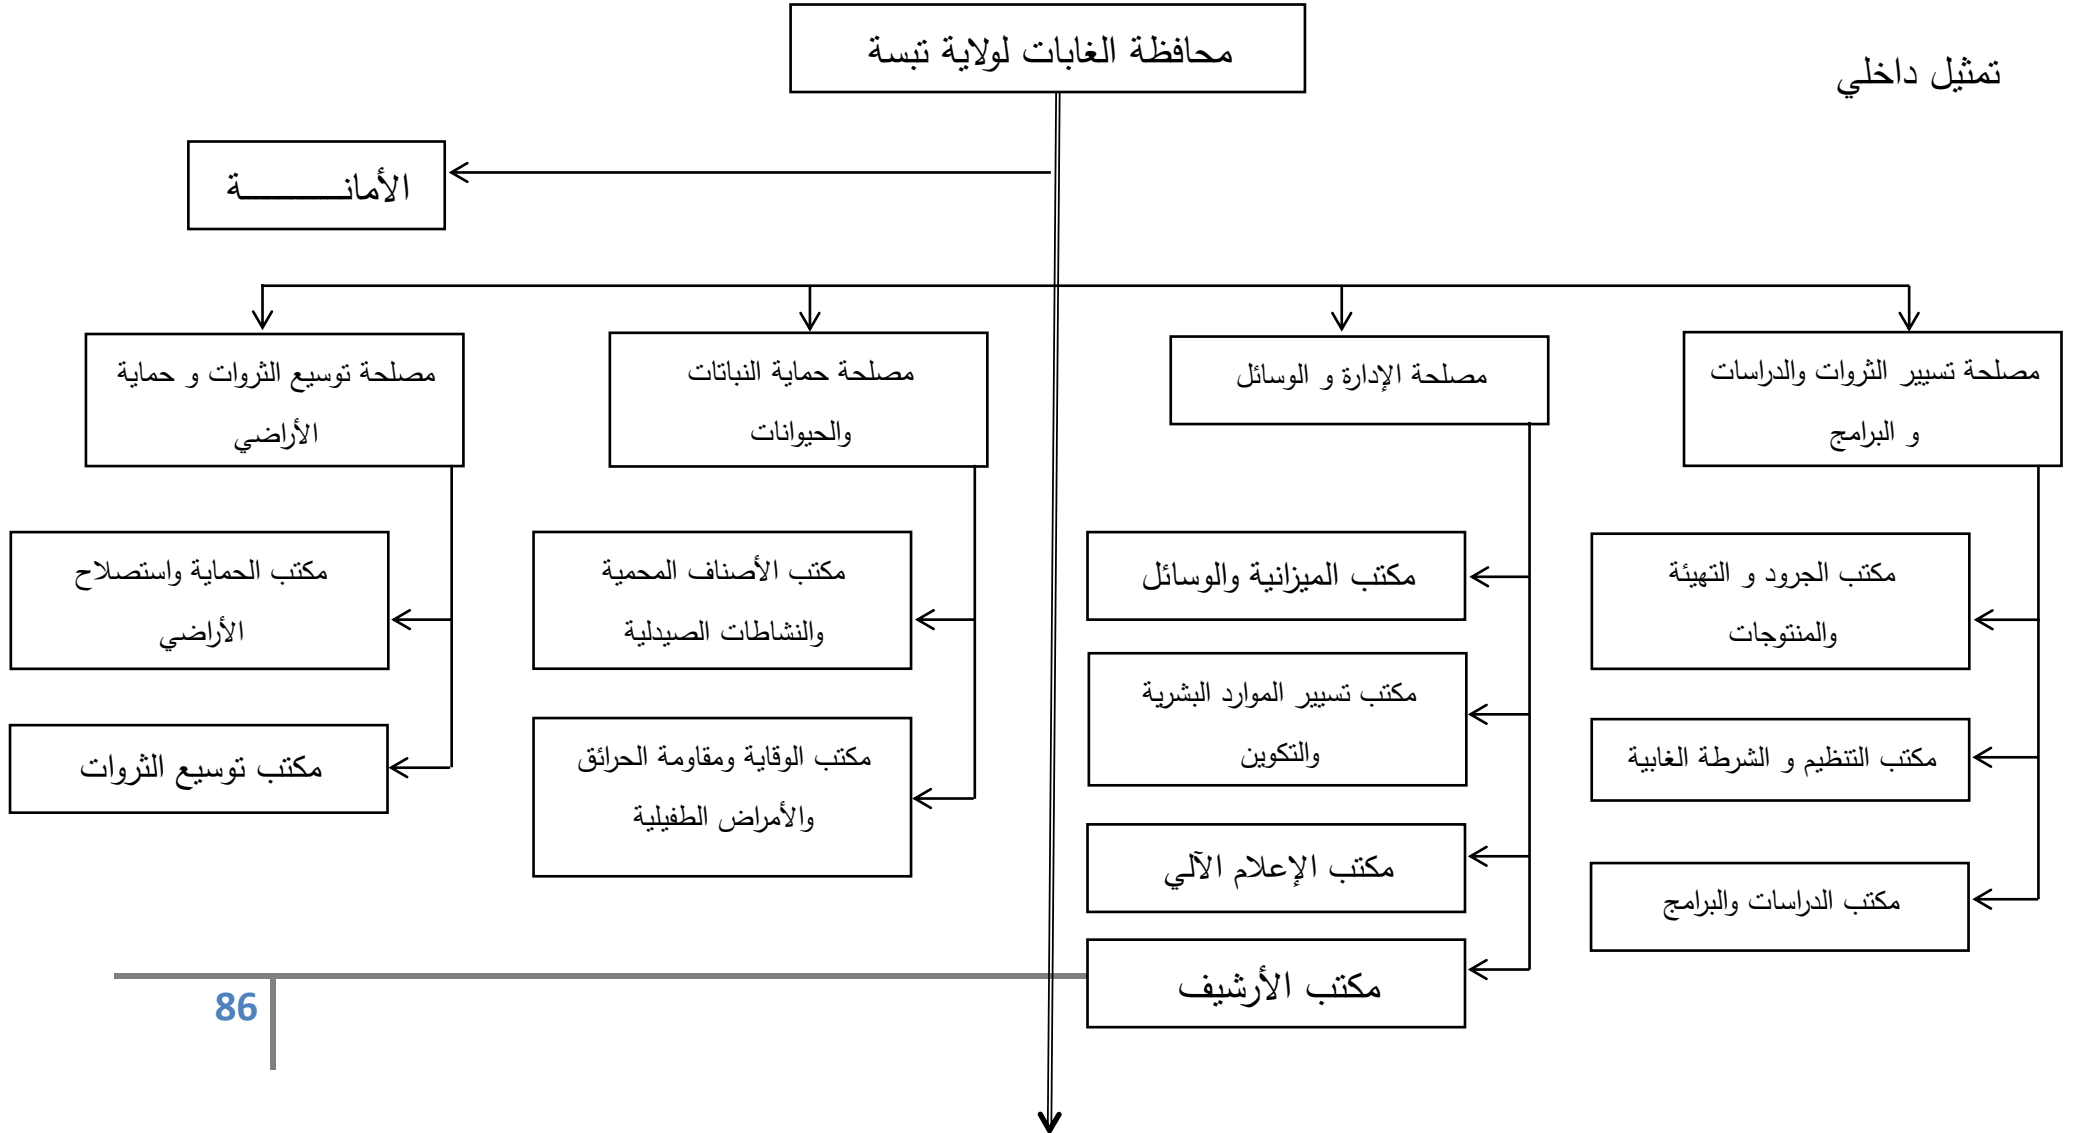 محافظة الغابات لولاية تبسة
تمثيل داخلي
الأمانــــــــــة
مصلحة تسيير الثروات والدراسات
و البرامج
مصلحة الإدارة و الوسائل
مصلحة حماية النباتات
والحيوانات
مصلحة توسيع الثروات و حماية
الأراضي
مكتب الجرود و التهيئة
والمنتوجات
مكتب التنظيم و الشرطة الغابية
مكتب الدراسات والبرامج
مكتب الميزانية والوسائل
مكتب تسيير الموارد البشرية
والتكوين
مكتب الإعلام الآلي
مكتب الأرشيف
مكتب الأصناف المحمية
والنشاطات الصيدلية
مكتب الوقاية ومقاومة الحرائق
والأمراض الطفيلية
مكتب الحماية واستصلاح
الأراضي
مكتب توسيع الثروات
86